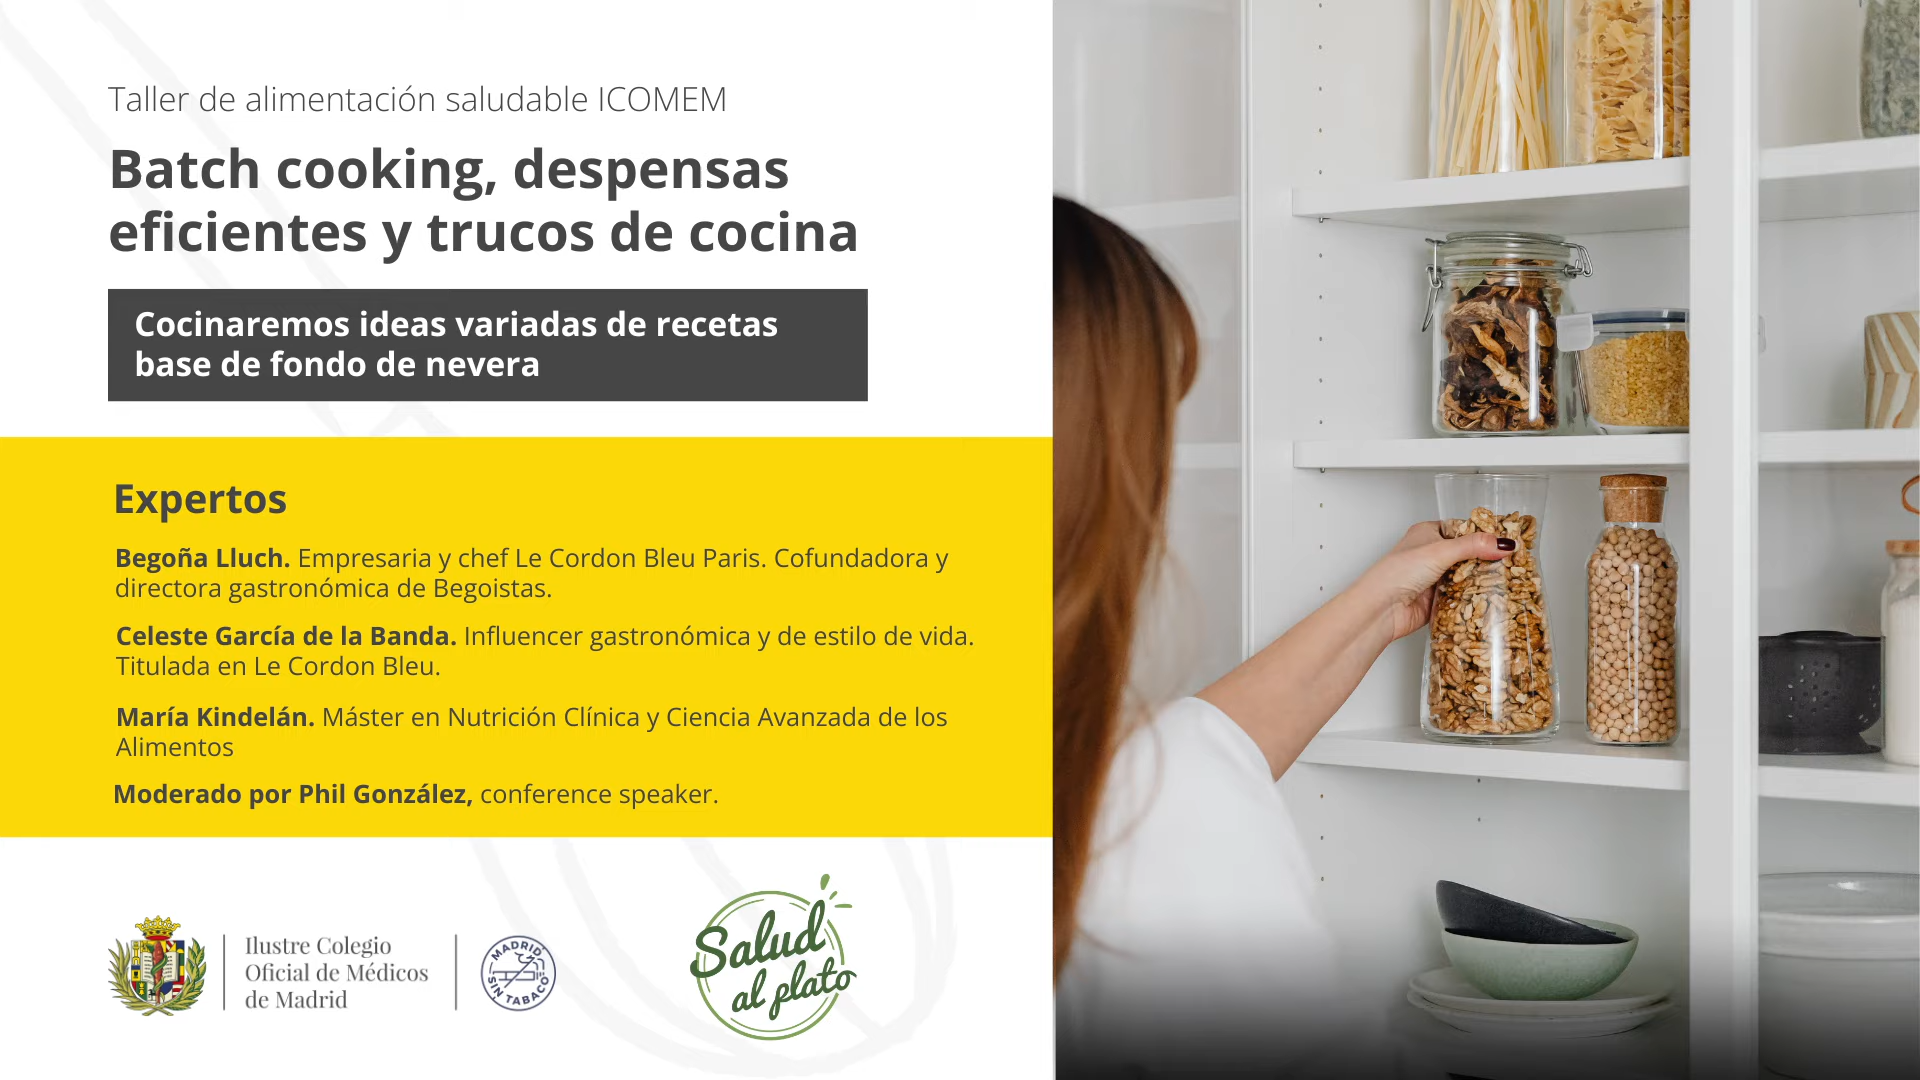 Taller de alimentación saludable ICOMEM
Batch cooking, despensas
eficientes y trucos de cocina
Cocinaremos ideas variadas de recetas
base de fondo de nevera
Expertos
Begoña Lluch. Empresaria y chef Le Cordon Bleu Paris. Cofundadora y
directora gastronómica de Begoistas.
Celeste García de la Banda. Influencer gastronómica y de estilo de vida.
Titulada en Le Cordon Bleu.
María Kindelán. Máster en Nutrición Clínica y Ciencia Avanzada de los
Alimentos
Moderado por Phil González, conference speaker.
Ilustre Colegio
Oficial de Médicos
de Madrid
MADRID
SIN TABACO
Salud
al plato